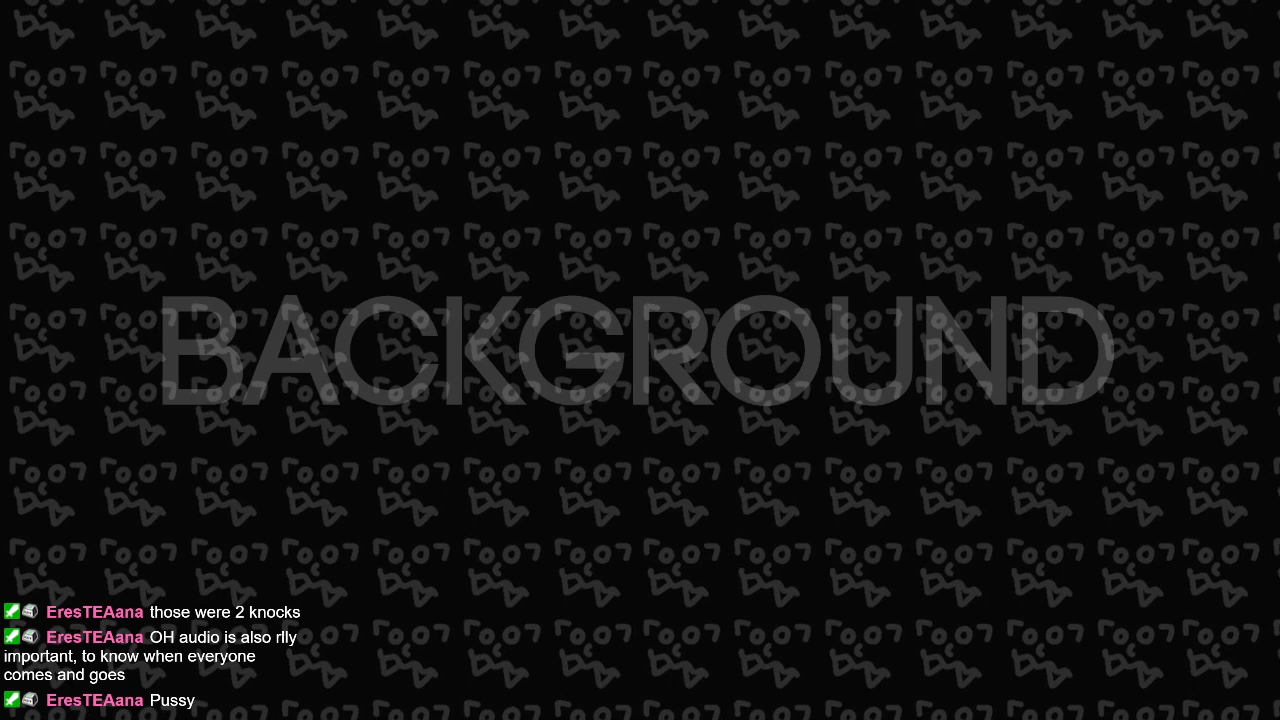 BACKGROUND
EresTEAana those were 2 knocks
EresTEAana OH audio is also rlly
important, to know when everyone
comes and goes
EresTEAana Pussy